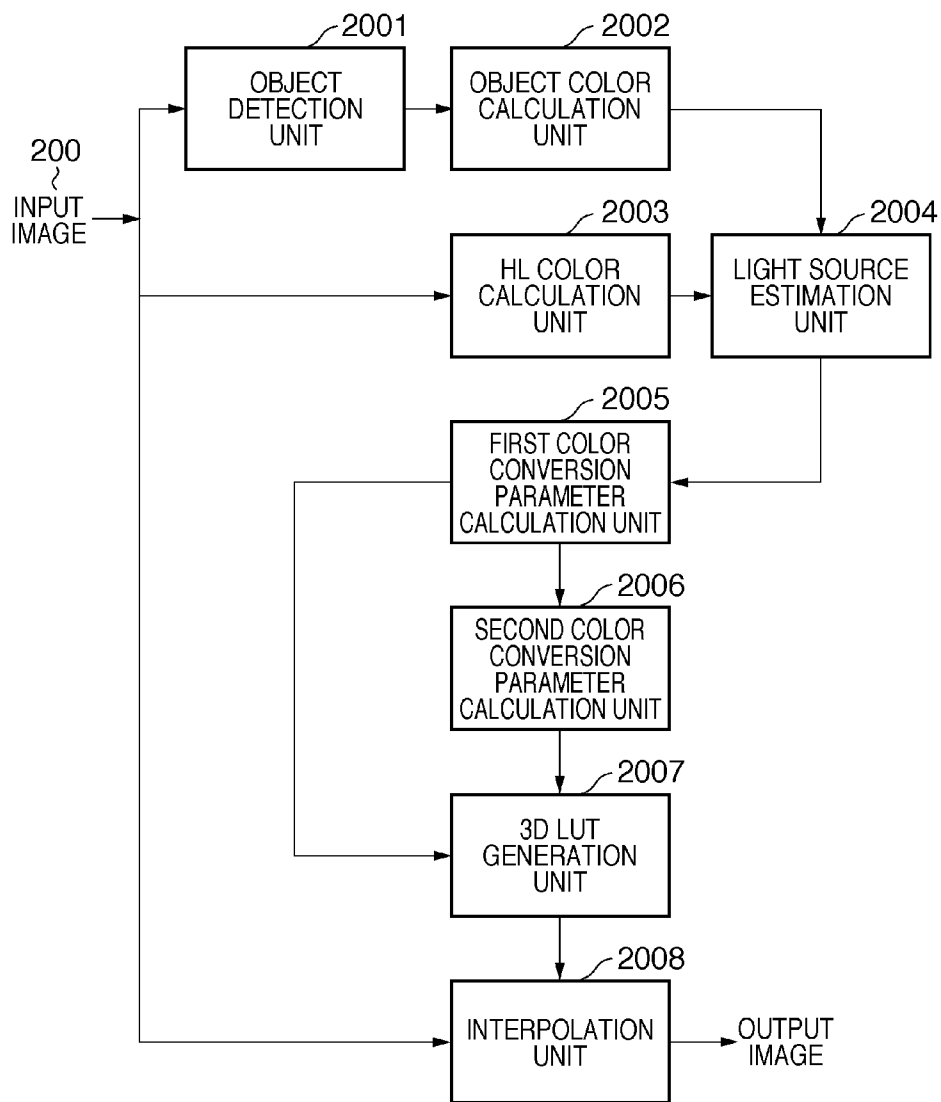 2001
OBJECT
DETECTION
UNIT
2002
OBJECT COLOR
CALCULATION
UNIT
200
INPUT
IMAGE
2003
HL COLOR
CALCULATION
UNIT
2004
LIGHT SOURCE
ESTIMATION
UNIT
2005
FIRST COLOR
CONVERSION
PARAMETER
CALCULATION UNIT
2006
SECOND COLOR
CONVERSION
PARAMETER
CALCULATION UNIT
2007
3D LUT
GENERATION
UNIT
2008
INTERPOLATION
UNIT
OUTPUT
IMAGE